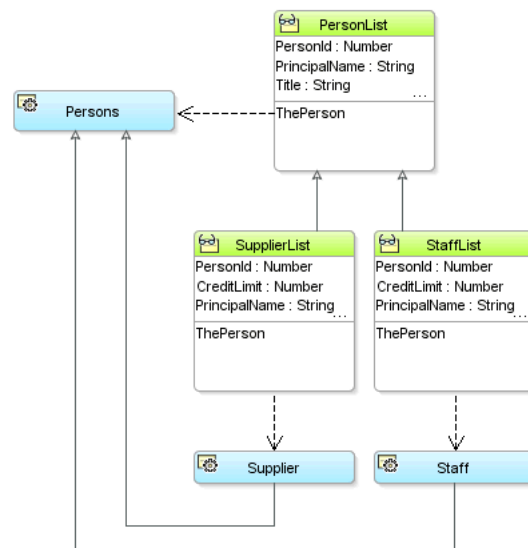 PersonList
PersonId : Number
PrincipalName : String
Title : String
...
ThePerson
Persons
SupplierList
PersonId : Number
CreditLimit : Number
PrincipalName : String
...
ThePerson
StaffList
PersonId : Number
CreditLimit : Number
PrincipalName : String
...
ThePerson
Supplier
Staff